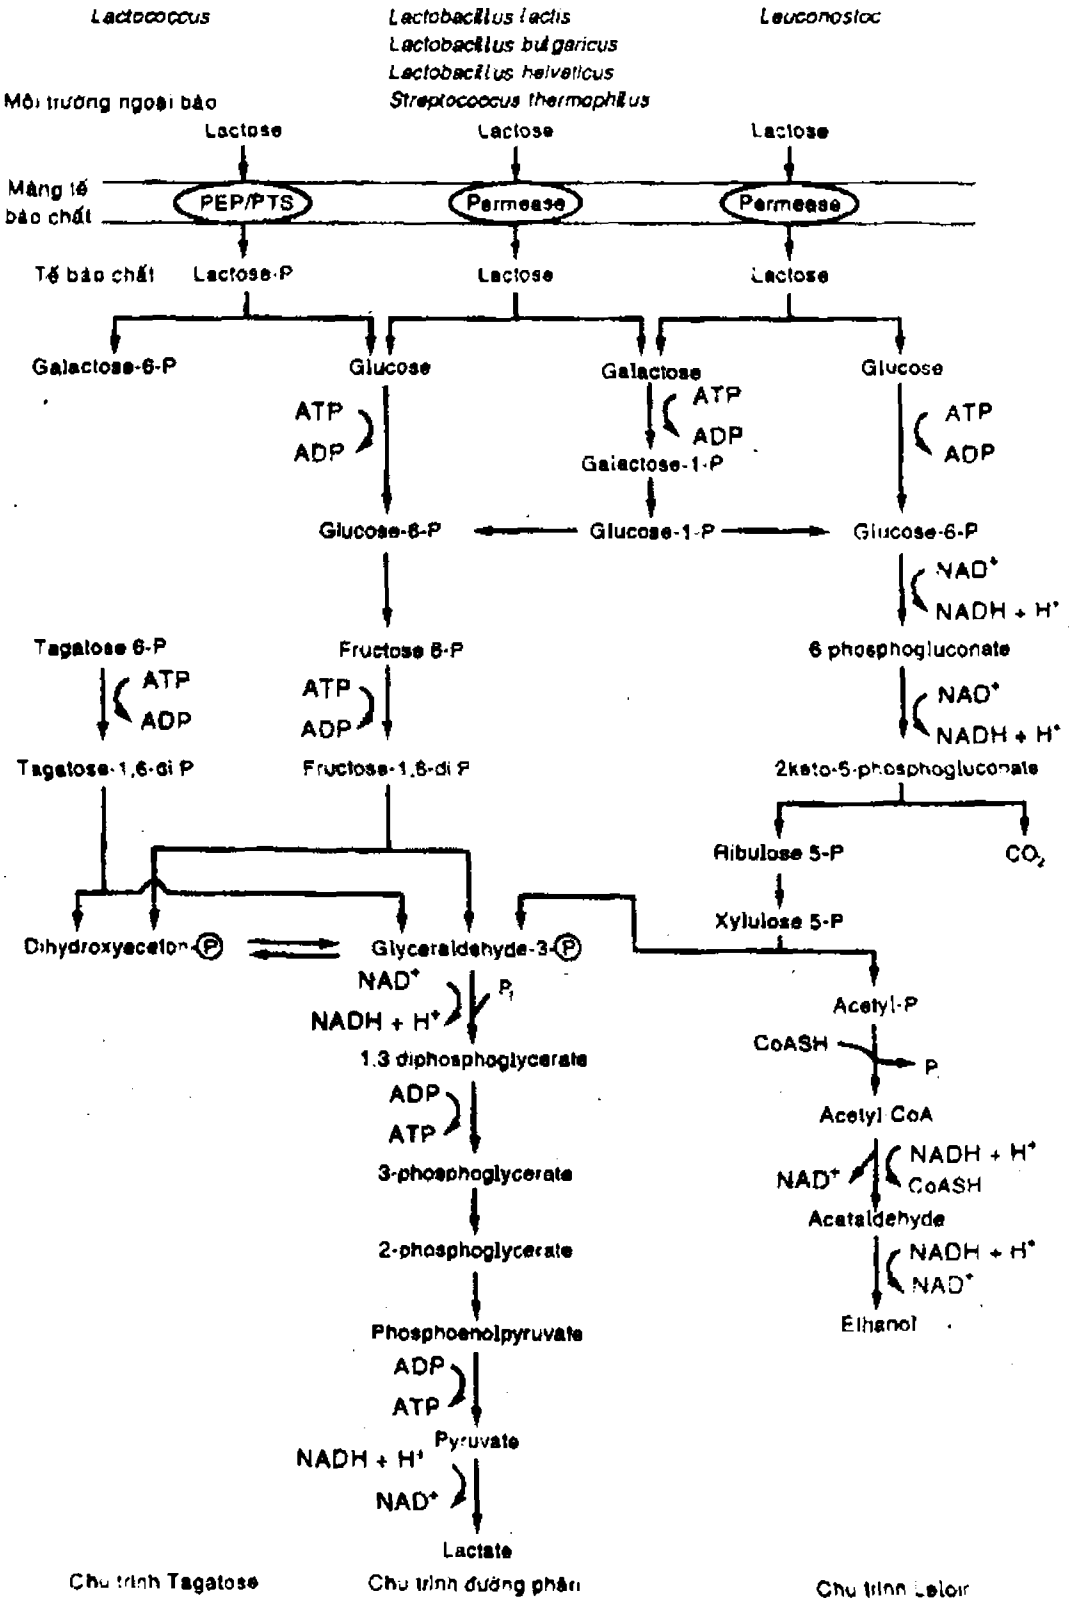 Lactococcus
Lactobacillus lactis
Lactobacillus bulgaricus
Lactobacillus helveticus
Streptococcus thermophilus
Leuconostoc
Môi trường ngoại bào
Lactose
Lactose
Lactose
Màng tế
bào chất
PEP/PTS
Permease
Permease
Tế bào chất
Lactose-P
Lactose
Lactose
Galactose-6-P
Glucose
Galactose
Glucose
ATP
ADP
ATP
ADP
ATP
ADP
Galactose-1-P
Glucose-6-P
Glucose-1-P
Glucose-6-P
NAD⁺
NADH + H⁺
Tagatose 6-P
Fructose 6-P
6 phosphogluconate
ATP
ADP
ATP
ADP
NAD⁺
NADH + H⁺
Tagatose-1,6-di P
Fructose-1,6-di P
2keto-5-phosphogluconate
Ribulose 5-P
CO₂
Xylulose 5-P
Dihydroxyaceton-P
Glyceraldehyde-3-P
NAD⁺
Pᵢ
NADH + H⁺
Acetyl-P
CoASH
P
1.3 diphosphoglycerate
ADP
ATP
Acetyl CoA
NADH + H⁺
NAD⁺
CoASH
3-phosphoglycerate
Acetaldehyde
2-phosphoglycerate
NADH + H⁺
NAD⁺
Ethanol
Phosphoenolpyruvate
ADP
ATP
Pyruvate
NADH + H⁺
NAD⁺
Lactate
Chu trình Tagatose
Chu trình đường phân
Chu trình Leloir